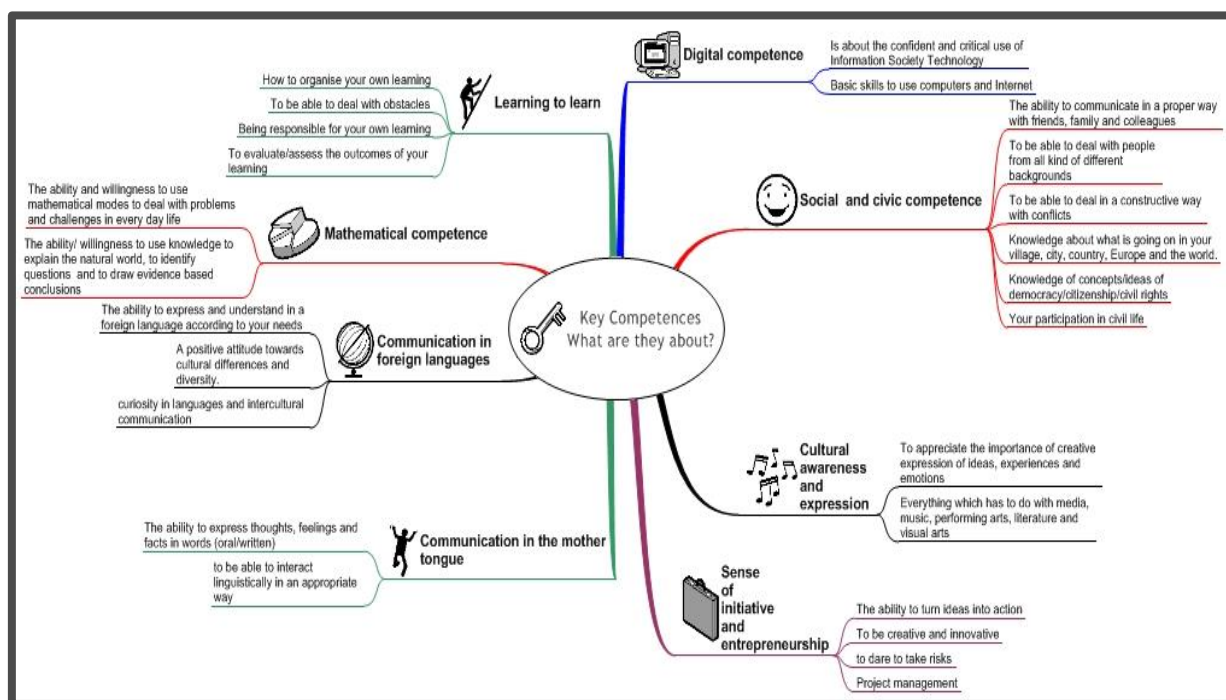 Key Competences
What are they about?
Digital competence
Is about the confident and critical use of
Information Society Technology
Basic skills to use computers and Internet
Social and civic competence
The ability to communicate in a proper way
with friends, family and colleagues
To be able to deal with people
from all kind of different
backgrounds
To be able to deal in a constructive way
with conflicts
Knowledge about what is going on in your
village, city, country, Europe and the world.
Knowledge of concepts/ideas of
democracy/citizenship/civil rights
Your participation in civil life
Cultural
awareness
and
expression
To appreciate the importance of creative
expression of ideas, experiences and
emotions
Everything which has to do with media,
music, performing arts, literature and
visual arts
Sense
of
initiative
and
entrepreneurship
The ability to turn ideas into action
To be creative and innovative
to dare to take risks
Project management
Learning to learn
How to organise your own learning
To be able to deal with obstacles
Being responsible for your own learning
To evaluate/assess the outcomes of your
learning
Mathematical competence
The ability and willingness to use
mathematical modes to deal with problems
and challenges in every day life
The ability/ willingness to use knowledge to
explain the natural world, to identify
questions and to draw evidence based
conclusions
Communication in
foreign languages
The ability to express and understand in a
foreign language according to your needs
A positive attitude towards
cultural differences and
diversity.
curiosity in languages and intercultural
communication
Communication in the mother
tongue
The ability to express thoughts, feelings and
facts in words (oral/written)
to be able to interact
linguistically in an appropriate
way